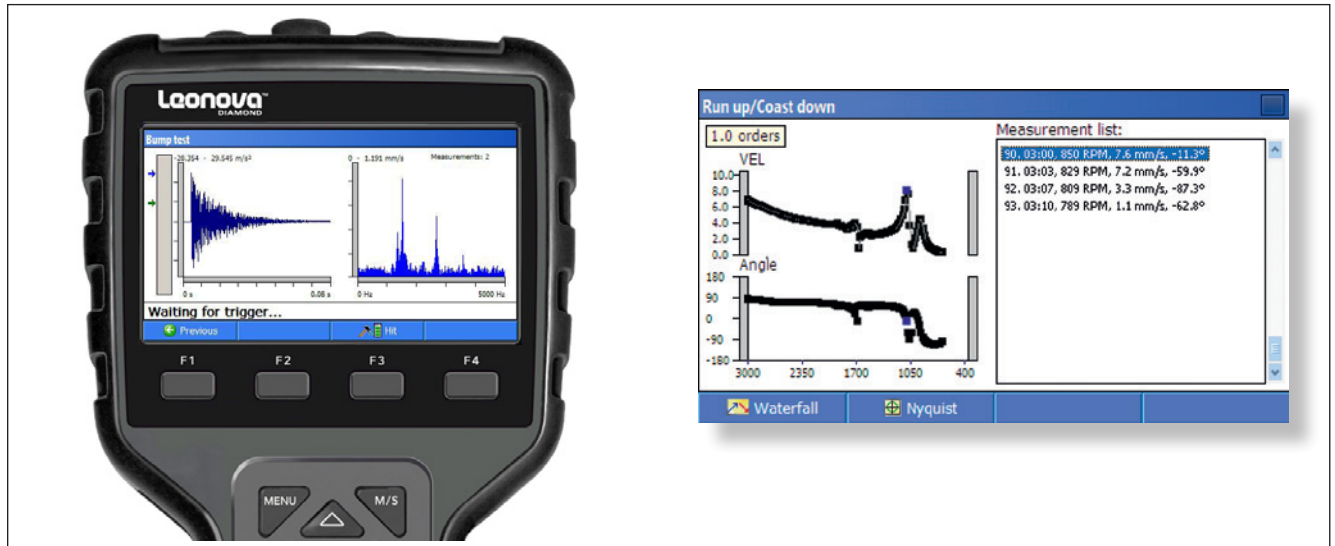 Leonova™
DIAMOND
Bump test
-28.354 - 29.545 m/s²
0 - 1.191 mm/s
Measurements: 2
0 s
0.08 s
0 Hz
5000 Hz
Waiting for trigger...
Previous
Hit
F1
F2
F3
F4
MENU
M/S
Run up/Coast down
1.0 orders
VEL
10.0
8.0
6.0
4.0
2.0
0.0
Angle
180
90
0
-90
-180
3000
2350
1700
1050
400
Measurement list:
90. 03:00, 850 RPM, 7.6 mm/s, -11.3º
91. 03:03, 829 RPM, 7.2 mm/s, -59.9º
92. 03:07, 809 RPM, 3.3 mm/s, -87.3º
93. 03:10, 789 RPM, 1.1 mm/s, -62.8º
Waterfall
Nyquist